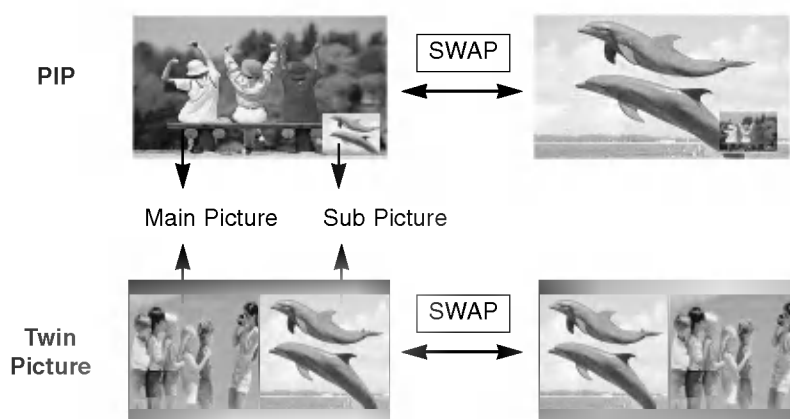 PIP
SWAP
Main Picture
Sub Picture
Twin
Picture
SWAP